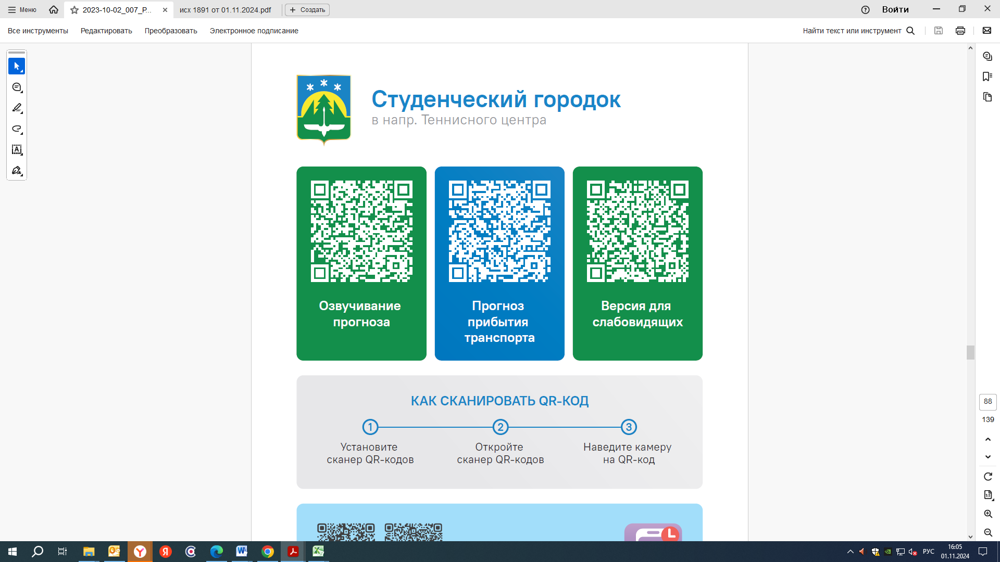 Меню
2023-10-02_007_P...
исх 1891 от 01.11.2024.pdf
Создать
Войти
Все инструменты
Редактировать
Преобразовать
Электронное подписание
Найти текст или инструмент
Студенческий городок
в напр. Теннисного центра
Озвучивание
прогноза
Прогноз
прибытия
транспорта
Версия для
слабовидящих
КАК СКАНИРОВАТЬ QR-КОД
1
2
3
Установите
сканер QR-кодов
Откройте
сканер QR-кодов
Наведите камеру
на QR-код
88
139
РУС
16:05
01.11.2024